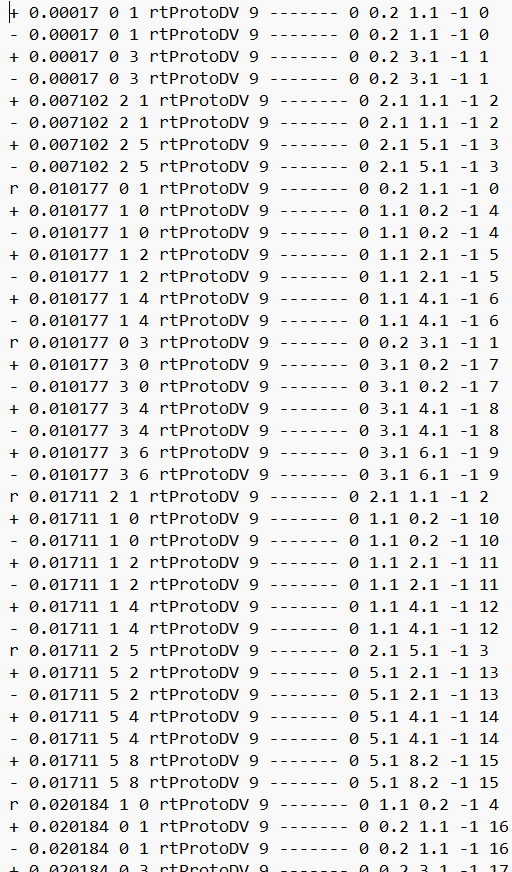 + 0.00017 0 1 rtProtoDV 9 ------- 0 0.2 1.1 -1 0
- 0.00017 0 1 rtProtoDV 9 ------- 0 0.2 1.1 -1 0
+ 0.00017 0 3 rtProtoDV 9 ------- 0 0.2 3.1 -1 1
- 0.00017 0 3 rtProtoDV 9 ------- 0 0.2 3.1 -1 1
+ 0.007102 2 1 rtProtoDV 9 ------- 0 2.1 1.1 -1 2
- 0.007102 2 1 rtProtoDV 9 ------- 0 2.1 1.1 -1 2
+ 0.007102 2 5 rtProtoDV 9 ------- 0 2.1 5.1 -1 3
- 0.007102 2 5 rtProtoDV 9 ------- 0 2.1 5.1 -1 3
r 0.010177 0 1 rtProtoDV 9 ------- 0 0.2 1.1 -1 0
+ 0.010177 1 0 rtProtoDV 9 ------- 0 1.1 0.2 -1 4
- 0.010177 1 0 rtProtoDV 9 ------- 0 1.1 0.2 -1 4
+ 0.010177 1 2 rtProtoDV 9 ------- 0 1.1 2.1 -1 5
- 0.010177 1 2 rtProtoDV 9 ------- 0 1.1 2.1 -1 5
+ 0.010177 1 4 rtProtoDV 9 ------- 0 1.1 4.1 -1 6
- 0.010177 1 4 rtProtoDV 9 ------- 0 1.1 4.1 -1 6
r 0.010177 0 3 rtProtoDV 9 ------- 0 0.2 3.1 -1 1
+ 0.010177 3 0 rtProtoDV 9 ------- 0 3.1 0.2 -1 7
- 0.010177 3 0 rtProtoDV 9 ------- 0 3.1 0.2 -1 7
+ 0.010177 3 4 rtProtoDV 9 ------- 0 3.1 4.1 -1 8
- 0.010177 3 4 rtProtoDV 9 ------- 0 3.1 4.1 -1 8
+ 0.010177 3 6 rtProtoDV 9 ------- 0 3.1 6.1 -1 9
- 0.010177 3 6 rtProtoDV 9 ------- 0 3.1 6.1 -1 9
r 0.01711 2 1 rtProtoDV 9 ------- 0 2.1 1.1 -1 2
+ 0.01711 1 0 rtProtoDV 9 ------- 0 1.1 0.2 -1 10
- 0.01711 1 0 rtProtoDV 9 ------- 0 1.1 0.2 -1 10
+ 0.01711 1 2 rtProtoDV 9 ------- 0 1.1 2.1 -1 11
- 0.01711 1 2 rtProtoDV 9 ------- 0 1.1 2.1 -1 11
+ 0.01711 1 4 rtProtoDV 9 ------- 0 1.1 4.1 -1 12
- 0.01711 1 4 rtProtoDV 9 ------- 0 1.1 4.1 -1 12
r 0.01711 2 5 rtProtoDV 9 ------- 0 2.1 5.1 -1 3
+ 0.01711 5 2 rtProtoDV 9 ------- 0 5.1 2.1 -1 13
- 0.01711 5 2 rtProtoDV 9 ------- 0 5.1 2.1 -1 13
+ 0.01711 5 4 rtProtoDV 9 ------- 0 5.1 4.1 -1 14
- 0.01711 5 4 rtProtoDV 9 ------- 0 5.1 4.1 -1 14
+ 0.01711 5 8 rtProtoDV 9 ------- 0 5.1 8.2 -1 15
- 0.01711 5 8 rtProtoDV 9 ------- 0 5.1 8.2 -1 15
r 0.020184 1 0 rtProtoDV 9 ------- 0 1.1 0.2 -1 4
+ 0.020184 0 1 rtProtoDV 9 ------- 0 0.2 1.1 -1 16
- 0.020184 0 1 rtProtoDV 9 ------- 0 0.2 1.1 -1 16
+ 0.020184 0 3 rtProtoDV 9 ------- 0 0.2 3.1 -1 17